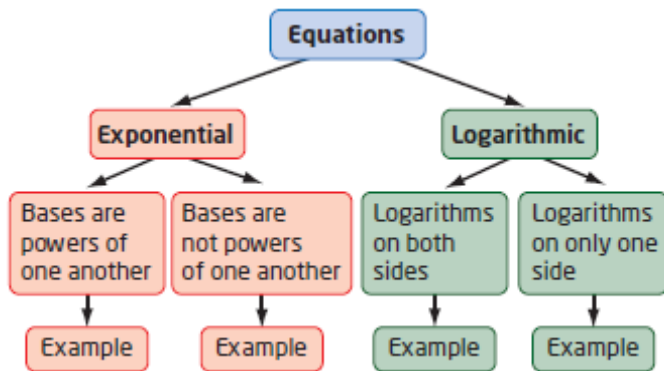 Equations
Exponential
Logarithmic
Bases are
powers of
one another
Bases are
not powers
of one another
Logarithms
on both
sides
Logarithms
on only one
side
Example
Example
Example
Example